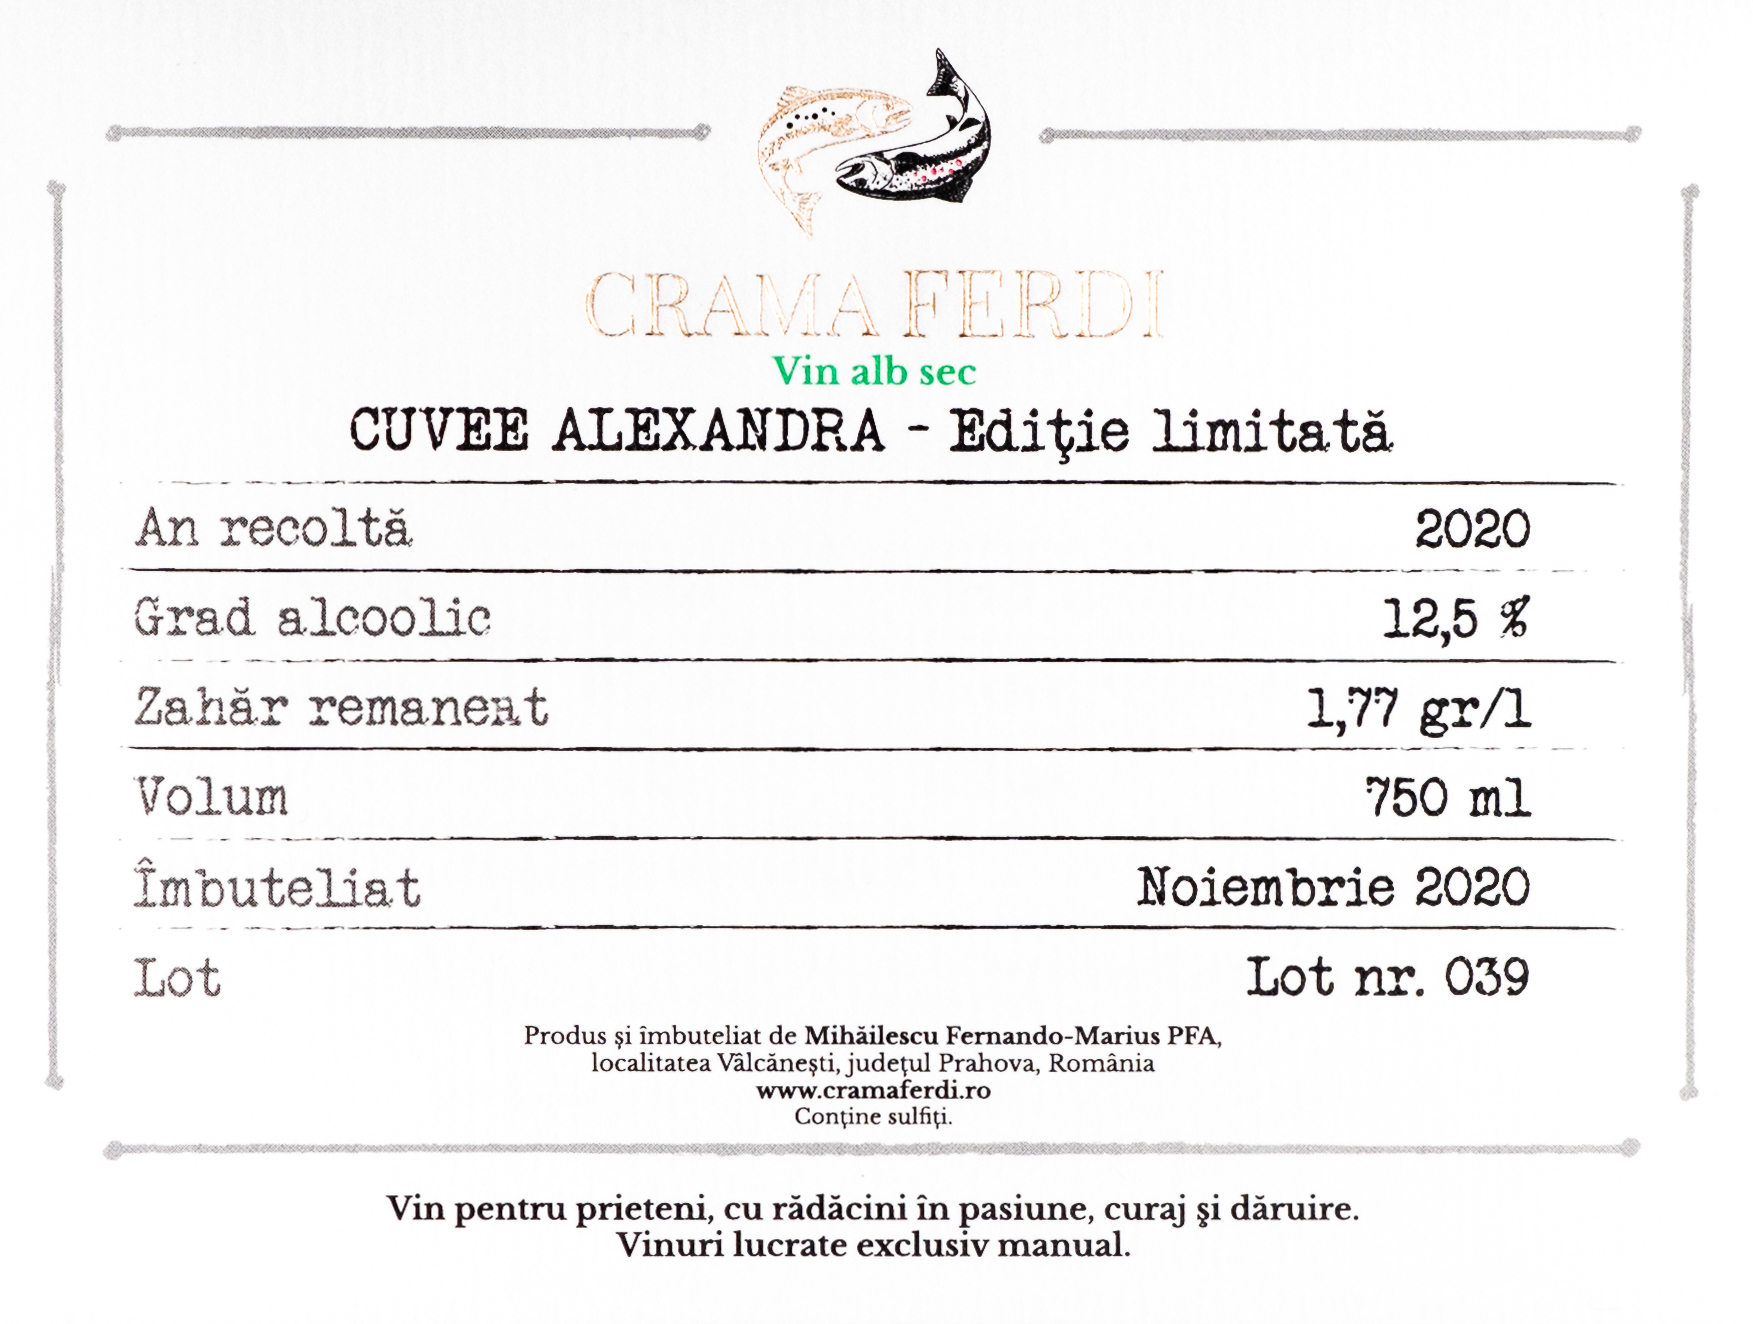 CRAMA FERDI
Vin alb sec
CUVEE ALEXANDRA - Ediţie limitată
An recoltă 2020
Grad alcoolic 12,5 %
Zahăr remanent 1,77 gr/l
Volum 750 ml
Îmbuteliat Noiembrie 2020
Lot Lot nr. 039
Produs şi îmbuteliat de Mihăilescu Fernando-Marius PFA,
localitatea Vâlcăneşti, judeţul Prahova, România
www.cramaferdi.ro
Conţine sulfiţi.
Vin pentru prieteni, cu rădăcini în pasiune, curaj şi dăruire.
Vinuri lucrate exclusiv manual.